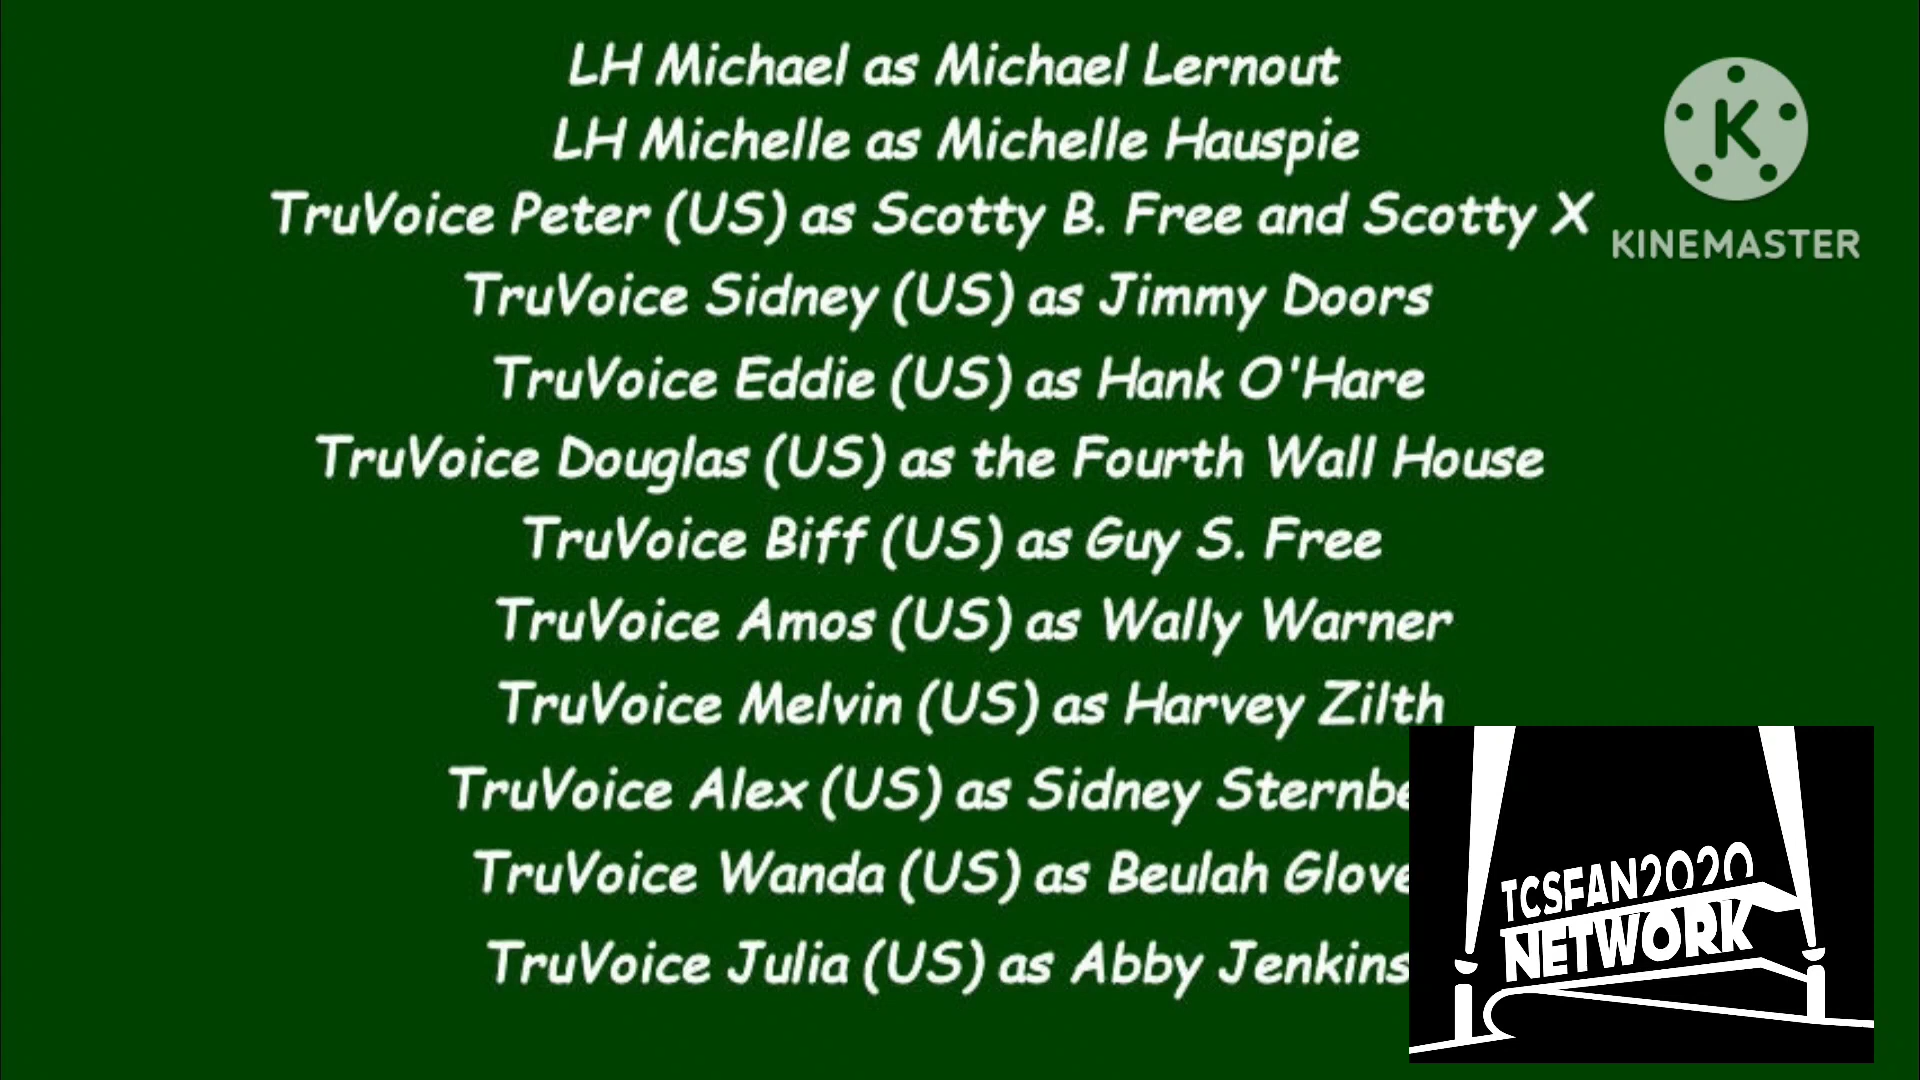 LH Michael as Michael Lernout
LH Michelle as Michelle Hauspie
TruVoice Peter (US) as Scotty B. Free and Scotty X
TruVoice Sidney (US) as Jimmy Doors
TruVoice Eddie (US) as Hank O'Hare
TruVoice Douglas (US) as the Fourth Wall House
TruVoice Biff (US) as Guy S. Free
TruVoice Amos (US) as Wally Warner
TruVoice Melvin (US) as Harvey Zilth
TruVoice Alex (US) as Sidney
TruVoice Wanda (US) as Beulah
TruVoice Julia (US) as Abby Jenkins
K
KINEMASTER
TCSFAN2020
NETWORK